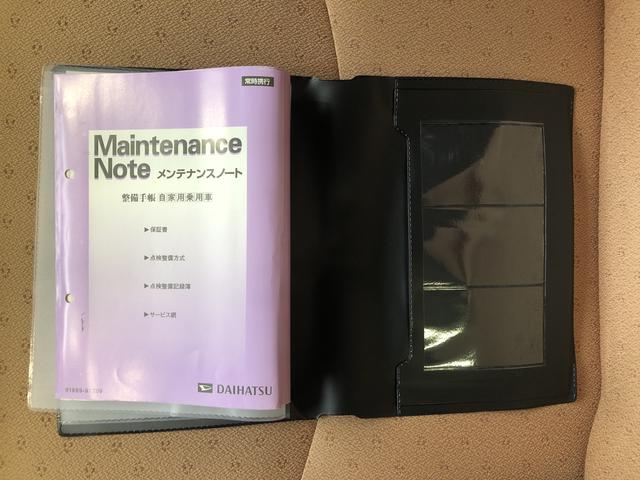 常時携行
Maintenance
Note メンテナンスノート
整備手帳 自家用乗用車
▶保証書
▶点検整備方式
▶点検整備記録簿
▶サービス網
DAIHATSU